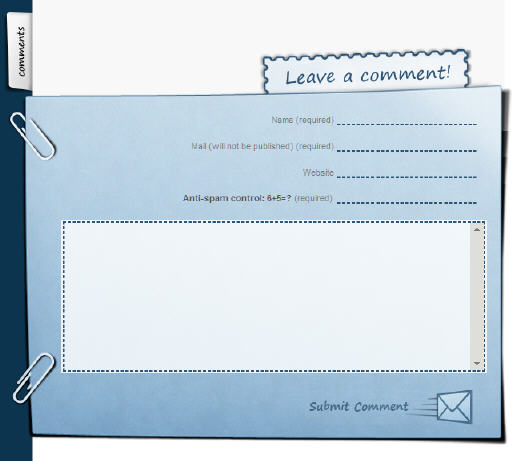 comments
Leave a comment!
Name (required)
Mail (will not be published) (required)
Website
Anti-spam control: 6+5=? (required)
Submit Comment